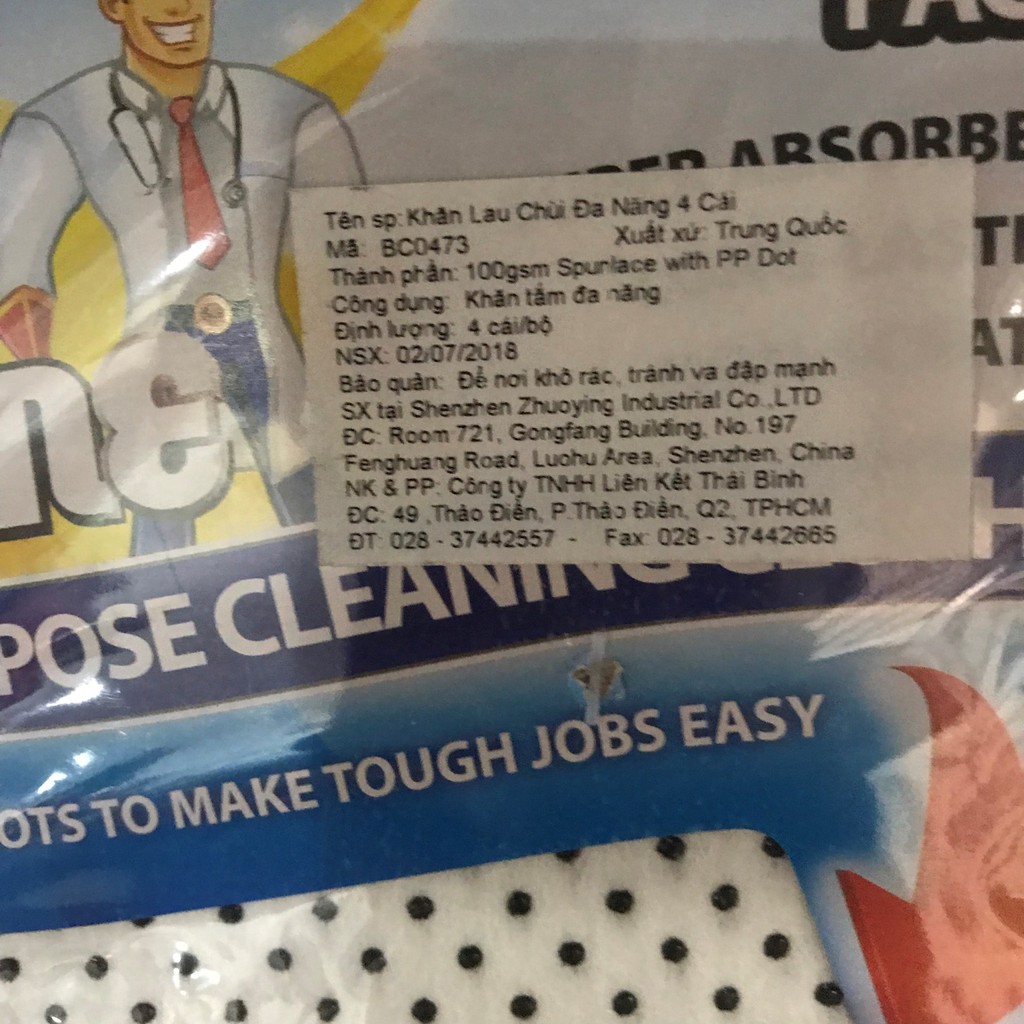 PAC
ABSORBE
Tên sp: Khăn Lau Chùi Đa Năng 4 Cái
Mã: BC0473 Xuất xứ: Trung Quốc
Thành phần: 100gsm Spunlace with PP Dot
Công dụng: Khăn tắm đa năng
Định lượng: 4 cái/bộ
NSX: 02/07/2018
Bảo quản: Để nơi khô rác, tránh va đập mạnh
SX tại Shenzhen Zhuoying Industrial Co.,LTD
ĐC: Room 721, Gongfang Building, No.197
Fenghuang Road, Luohu Area, Shenzhen, China
NK & PP: Công ty TNHH Liên Kết Thái Bình
ĐC: 49 ,Thảo Điền, P.Thảo Điền, Q2, TPHCM
ĐT: 028 - 37442557 - Fax: 028 - 37442665
ne
POSE CLEANING
OTS TO MAKE TOUGH JOBS EASY